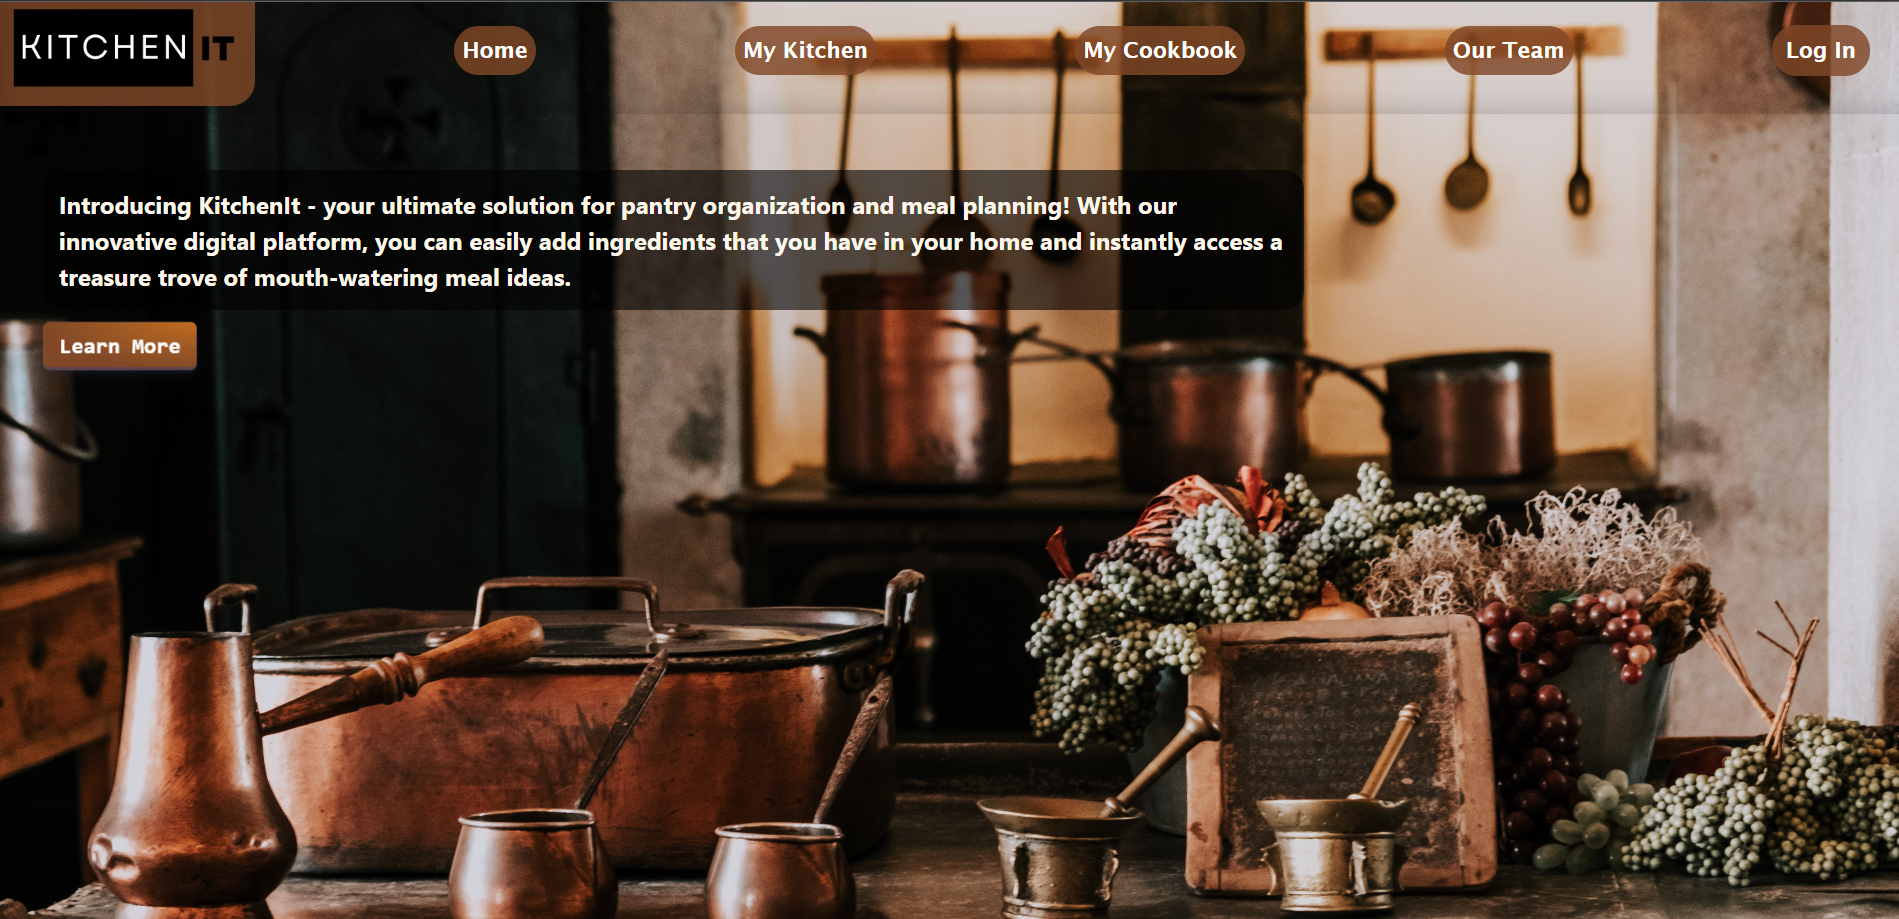 KITCHEN IT
Home
My Kitchen
My Cookbook
Our Team
Log In
Introducing KitchenIt - your ultimate solution for pantry organization and meal planning! With our
innovative digital platform, you can easily add ingredients that you have in your home and instantly access a
treasure trove of mouth-watering meal ideas.
Learn More